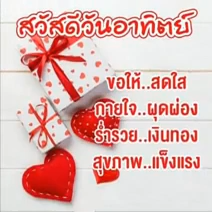 สวัสดีวันอาทิตย์
ขอให้..สดใส
กายใจ..ผุดผ่อง
ร่ำรวย..เงินทอง
สุขภาพ..แข็งแรง